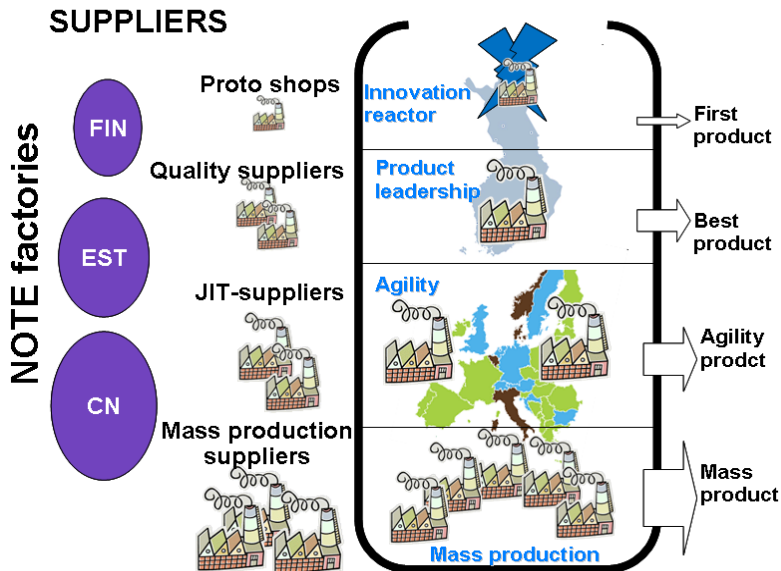 SUPPLIERS
NOTE factories
FIN
EST
CN
Proto shops
Quality suppliers
JIT-suppliers
Mass production
suppliers
Innovation
reactor
Product
leadership
Agility
Mass production
First
product
Best
product
Agility
prodct
Mass
product